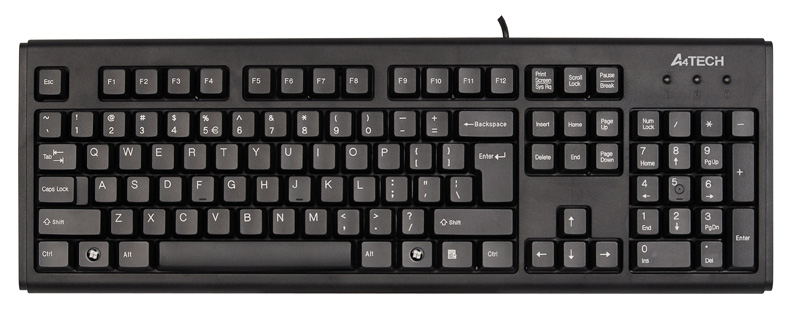 A4TECH
Esc F1 F2 F3 F4 F5 F6 F7 F8 F9 F10 F11 F12 Print Screen Sys Rq Scroll Lock Pause Break
~ ` ! 1 @ 2 # 3 $ 4 % 5 € ^ 6 & 7 * 8 ( 9 ) 0 _ - + = ←Backspace Insert Home Page Up Num Lock / * -
Tab Q W E R T Y U I O P { [ } ] Enter Delete End Page Down 7 Home 8 ↑ 9 PgUp +
Caps Lock A S D F G H J K L : ; " ' | \ 4 ← 5 6 →
⇧ Shift Z X C V B N M < , > . ? / ⇧ Shift ↑ 1 End 2 ↓ 3 PgDn Enter
Ctrl Alt Alt Ctrl ← ↓ → 0 Ins . Del